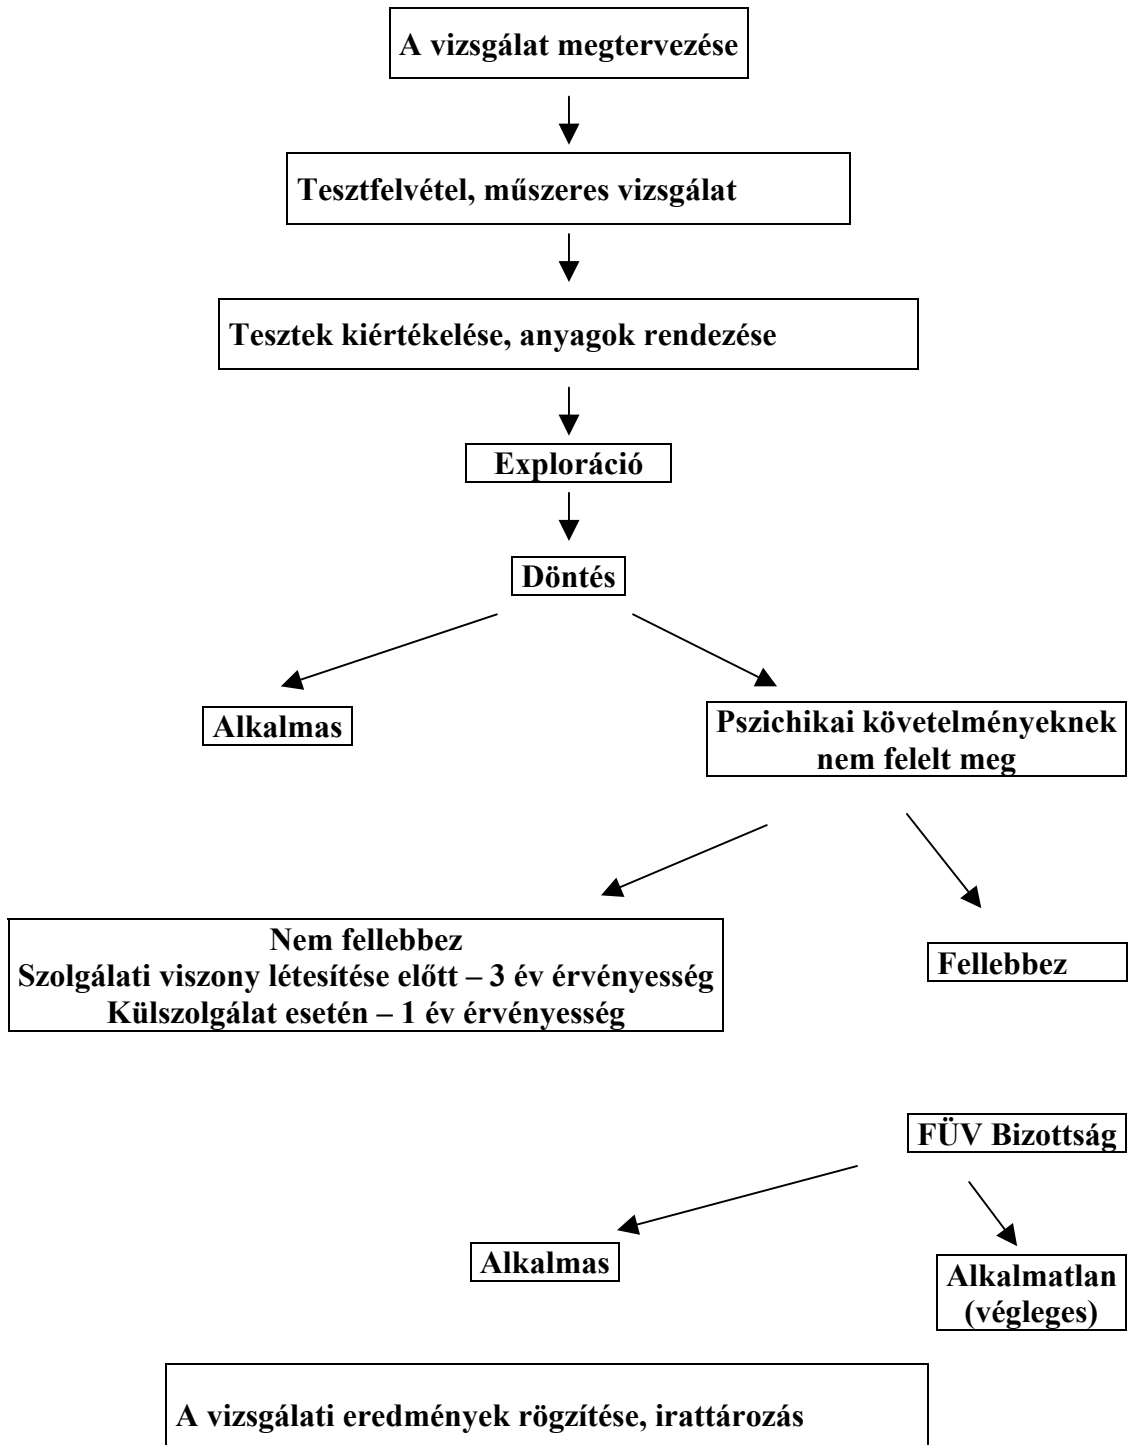 A vizsgálat megtervezése
Tesztfelvétel, műszeres vizsgálat
Tesztek kiértékelése, anyagok rendezése
Exploráció
Döntés
Alkalmas
Pszichikai követelményeknek
nem felelt meg
Nem fellebbez
Szolgálati viszony létesítése előtt – 3 év érvényesség
Külszolgálat esetén – 1 év érvényesség
Fellebbez
FÜV Bizottság
Alkalmas
Alkalmatlan
(végleges)
A vizsgálati eredmények rögzítése, irattározás